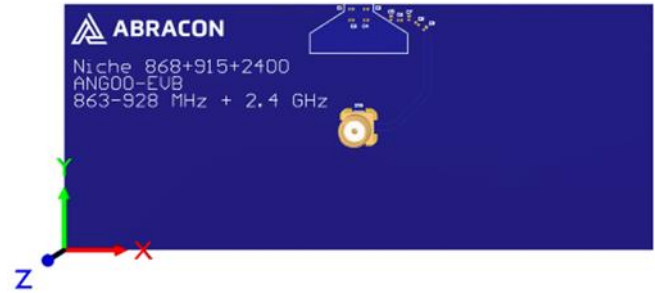 ABRACON
Niche 868+915+2400
ANG00-EVB
863-928 MHz + 2.4 GHz
Y
X
Z